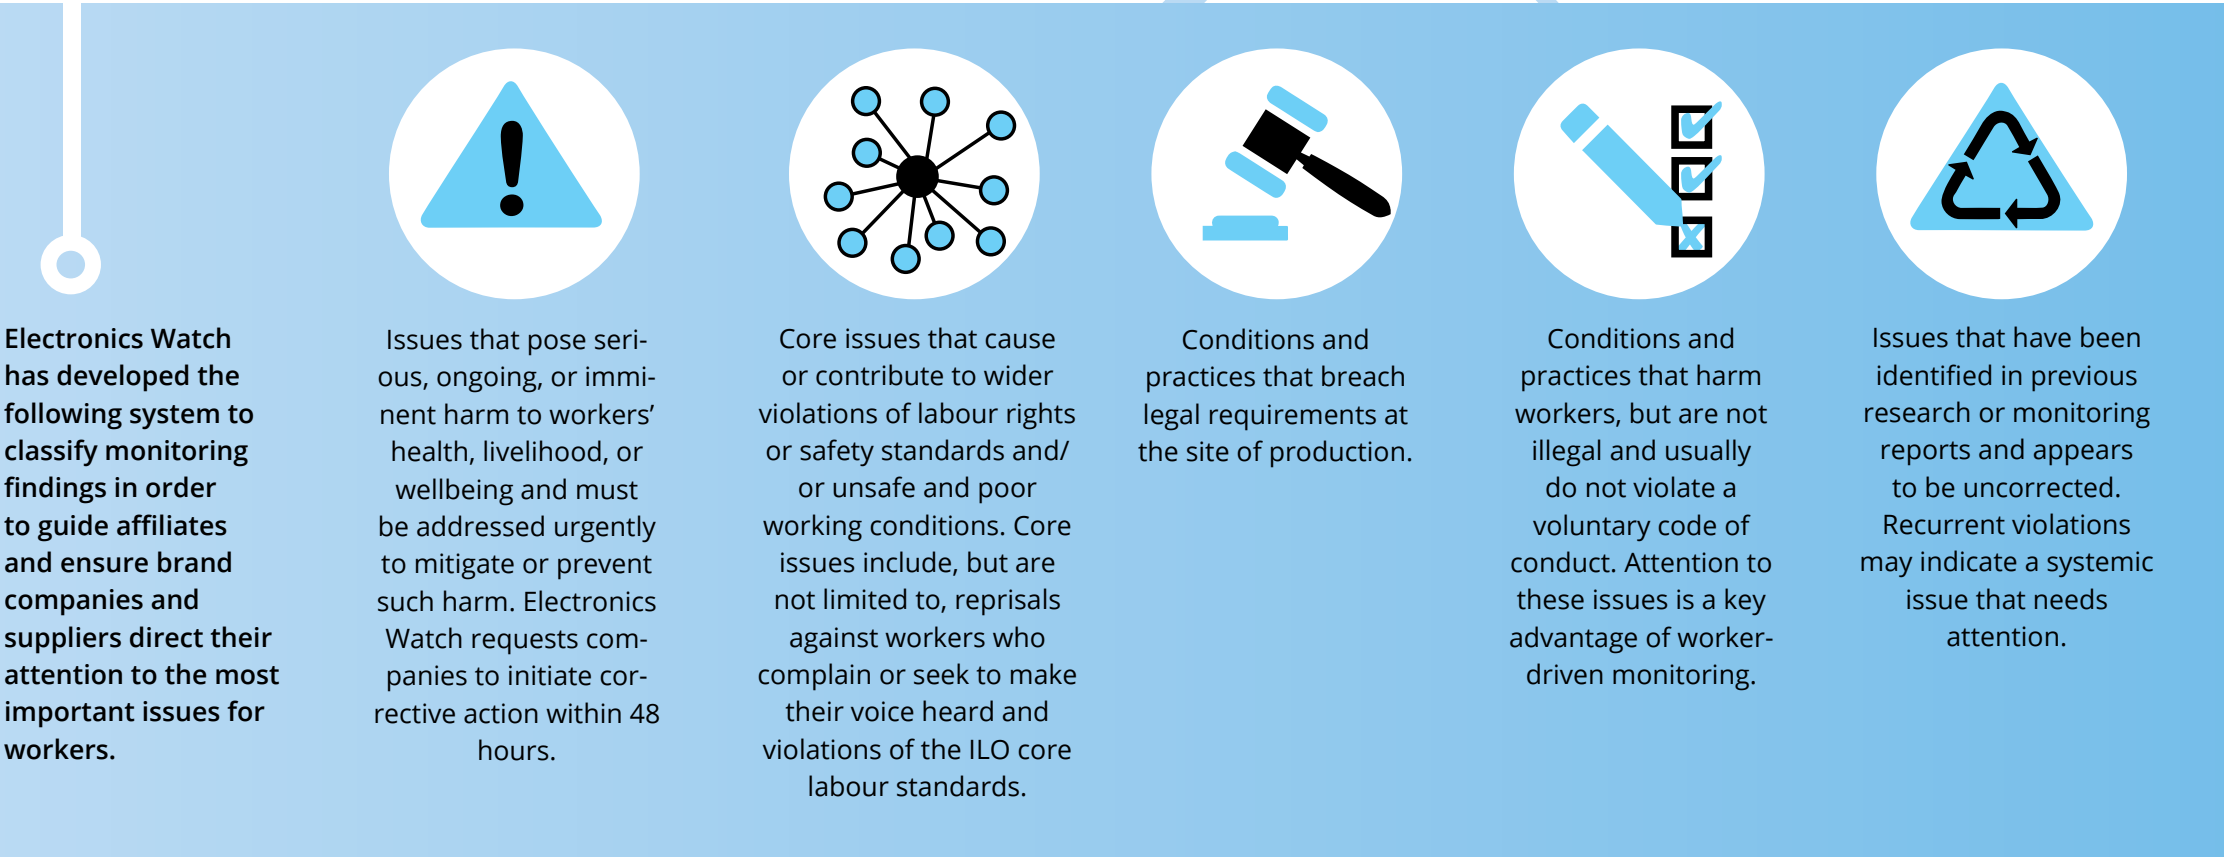 Electronics Watch
has developed the
following system to
classify monitoring
findings in order
to guide affiliates
and ensure brand
companies and
suppliers direct their
attention to the most
important issues for
workers.
Issues that pose seri-
ous, ongoing, or immi-
nent harm to workers’
health, livelihood, or
wellbeing and must
be addressed urgently
to mitigate or prevent
such harm. Electronics
Watch requests com-
panies to initiate cor-
rective action within 48
hours.
Core issues that cause
or contribute to wider
violations of labour rights
or safety standards and/
or unsafe and poor
working conditions. Core
issues include, but are
not limited to, reprisals
against workers who
complain or seek to make
their voice heard and
violations of the ILO core
labour standards.
Conditions and
practices that breach
legal requirements at
the site of production.
Conditions and
practices that harm
workers, but are not
illegal and usually
do not violate a
voluntary code of
conduct. Attention to
these issues is a key
advantage of worker-
driven monitoring.
Issues that have been
identified in previous
research or monitoring
reports and appears
to be uncorrected.
Recurrent violations
may indicate a systemic
issue that needs
attention.